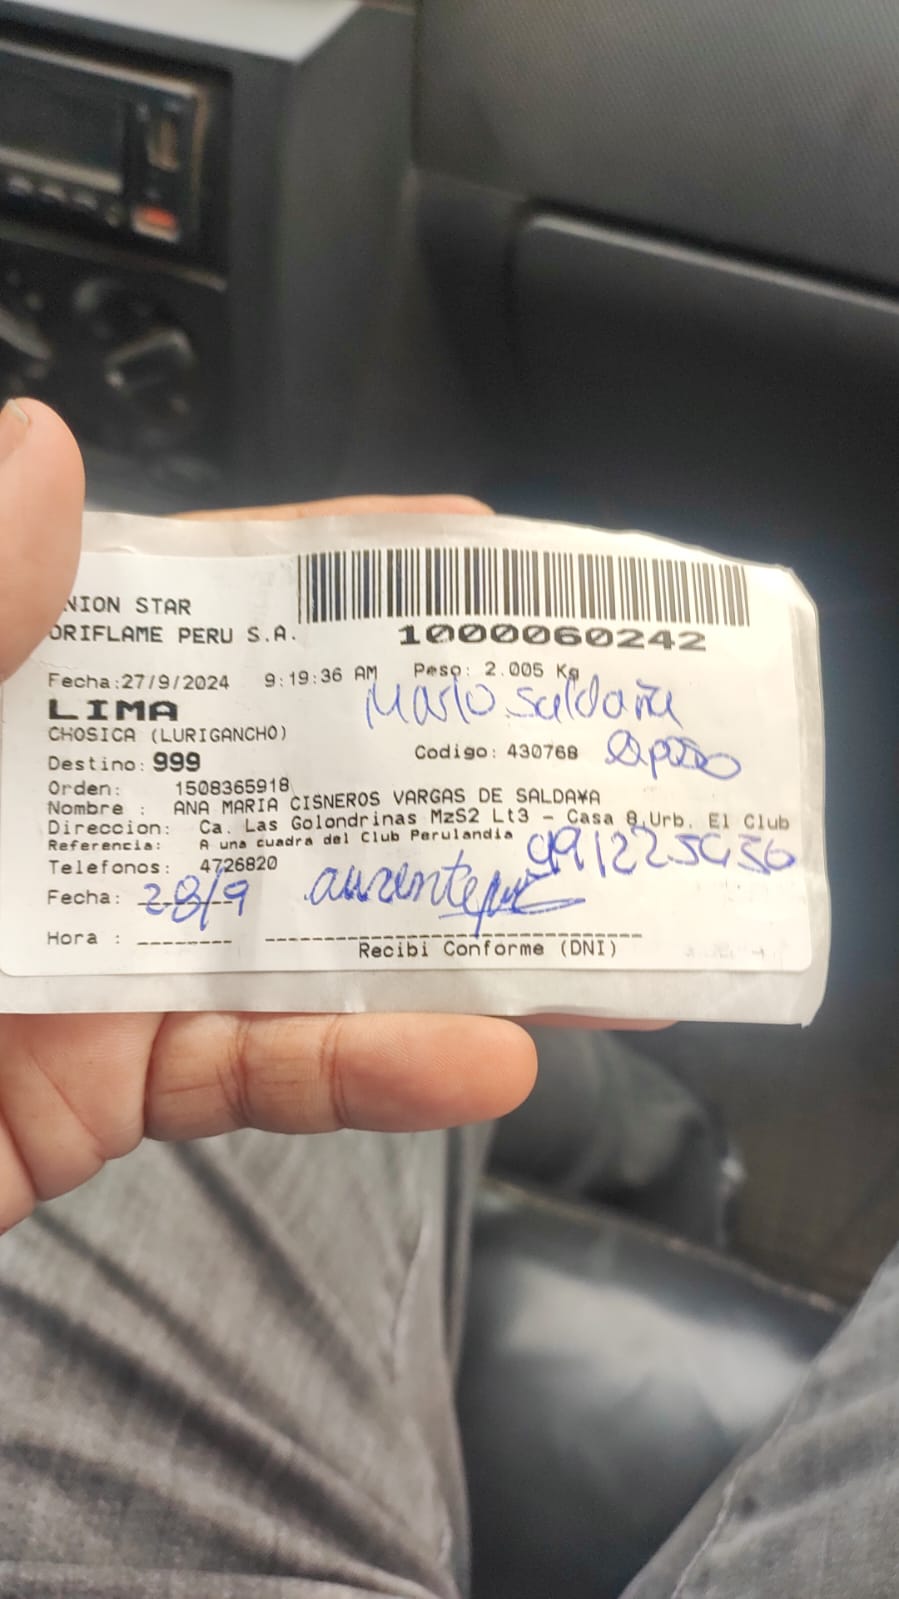 NION STAR
ORIFLAME PERU S.A.
1000060242
Fecha:27/9/2024 9:19:36 AM Peso: 2.005 Kg
LIMA
Mario Saldaña
CHOSICA (LURIGANCHO)
Codigo: 430768 Esposo
Destino: 999
Orden: 1508365918
Nombre : ANA MARIA CISNEROS VARGAS DE SALDA¥A
Direccion: Ca. Las Golondrinas MzS2 Lt3 - Casa 8,Urb. El Club
Referencia: A una cuadra del Club Perulandia
Telefonos: 4726820
Fecha: 28/9
Hora :
Recibi Conforme (DNI)